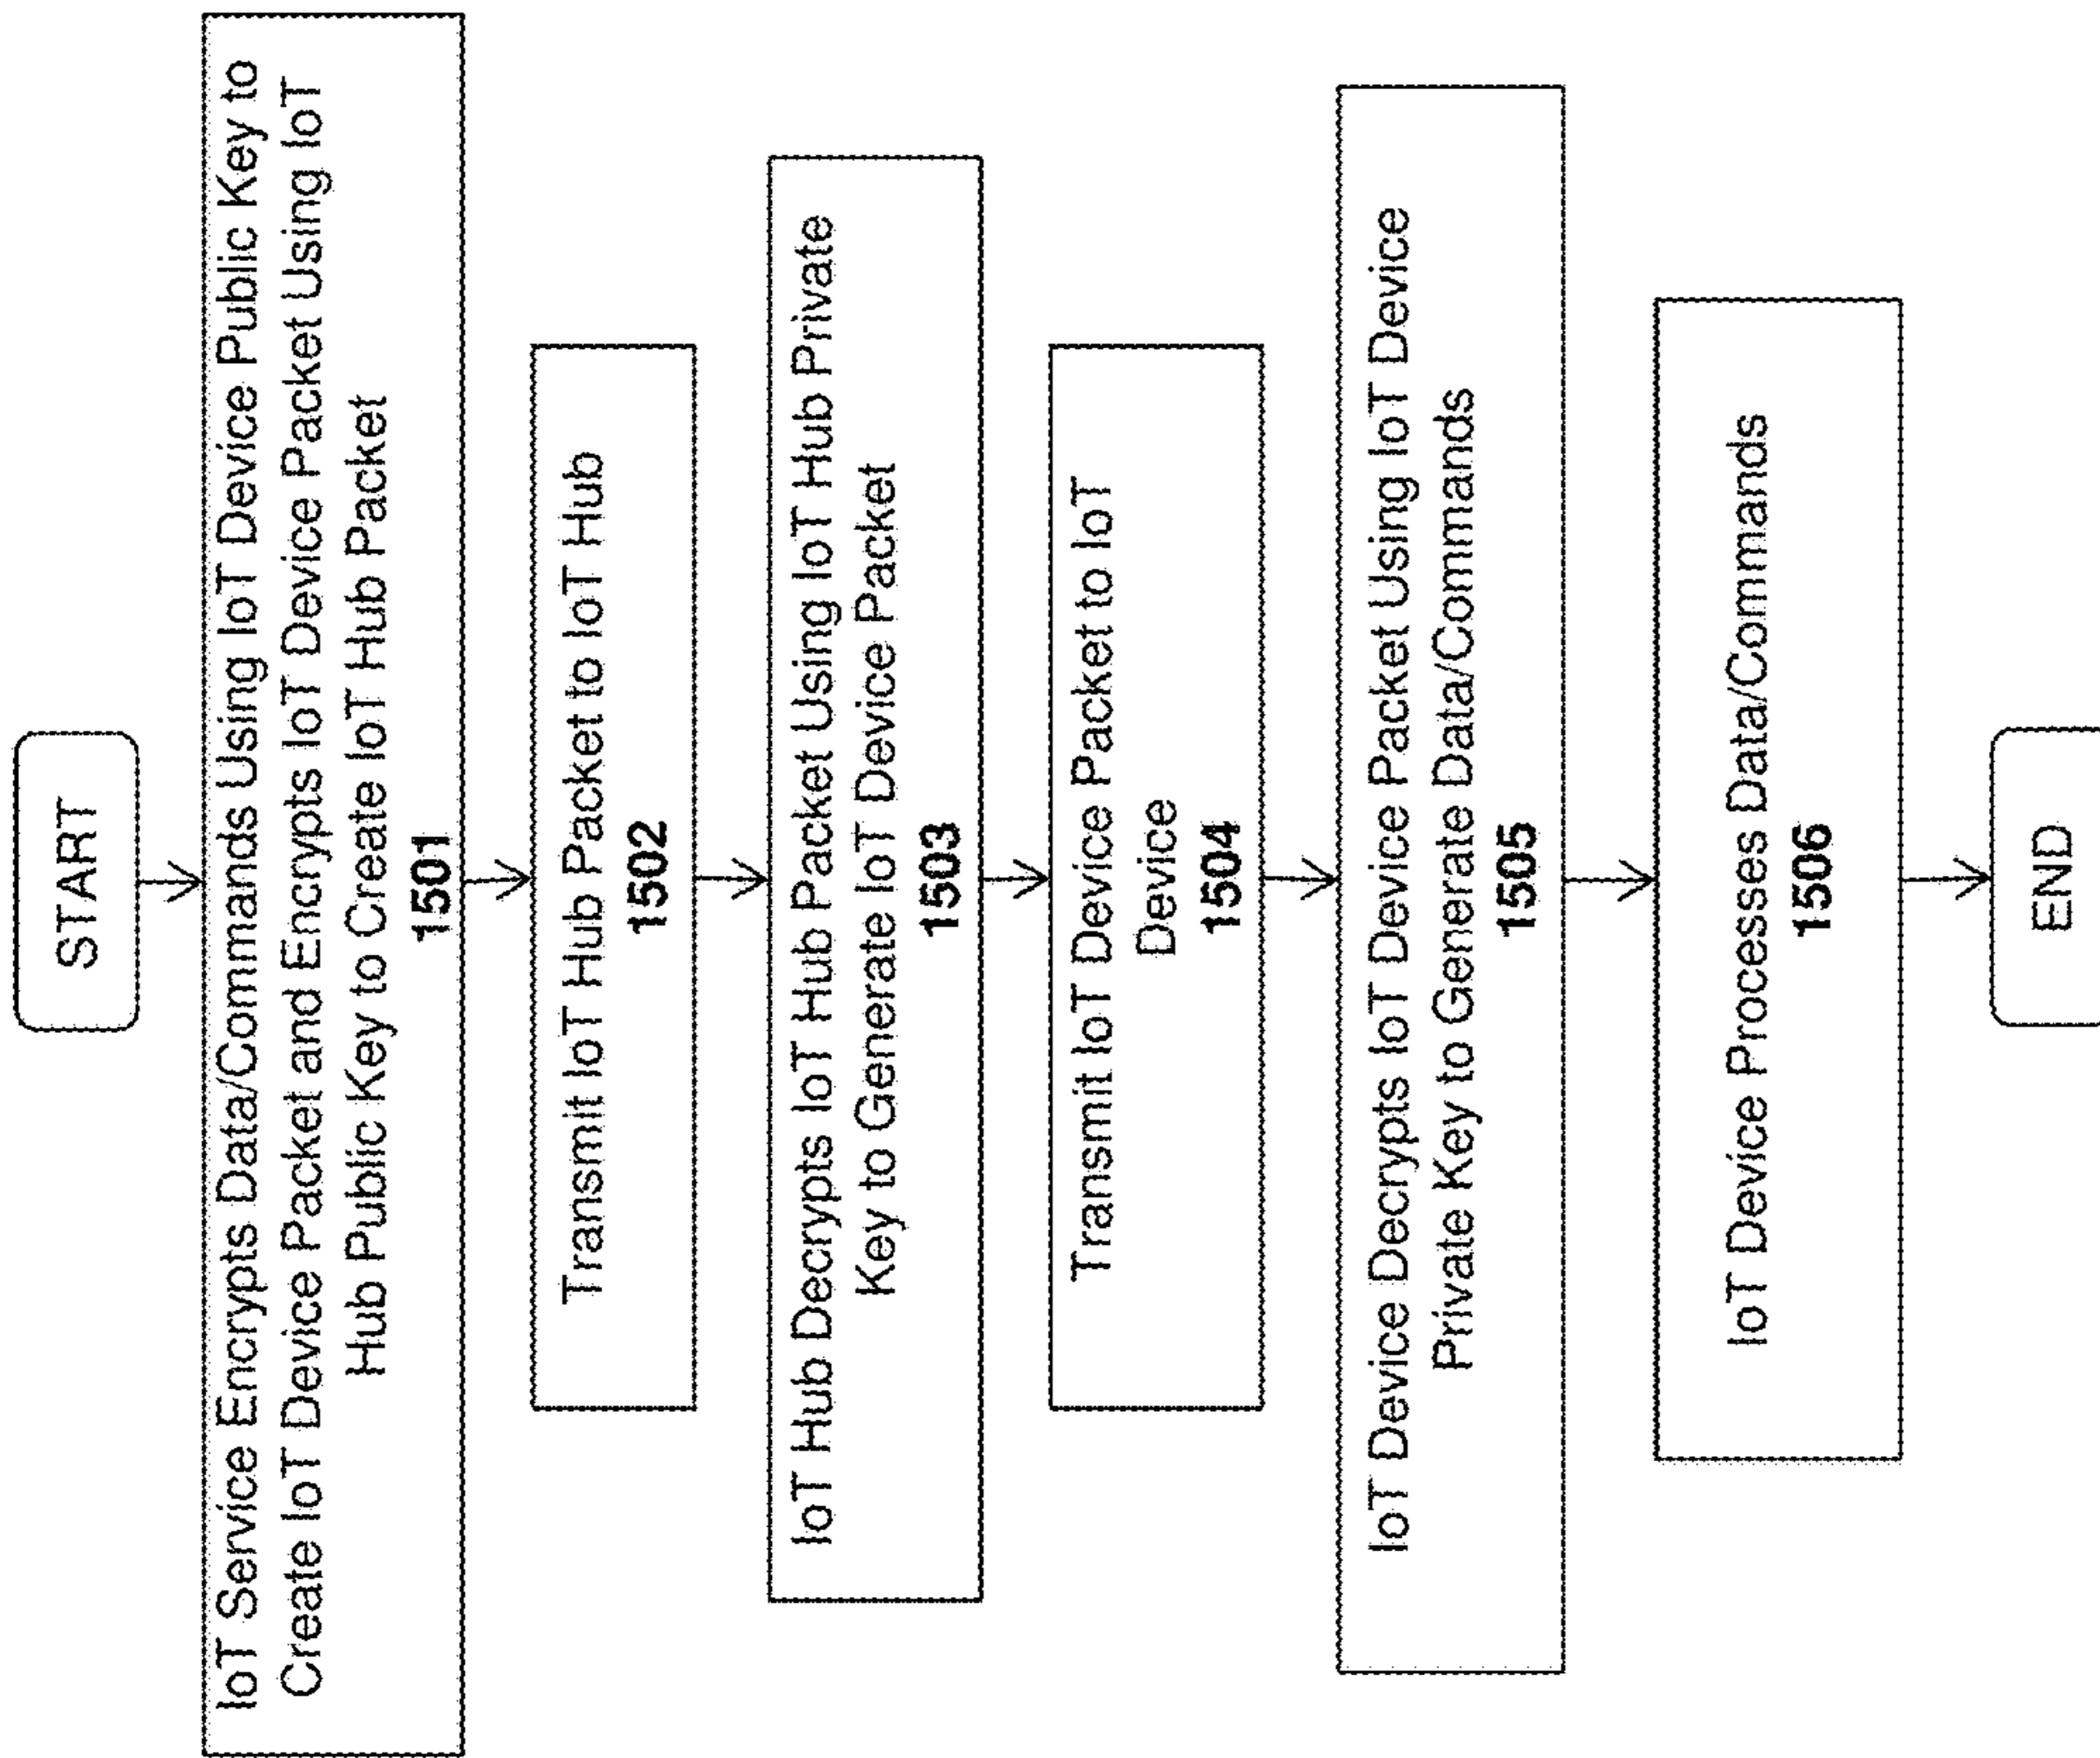 START
IoT Service Encrypts Data/Commands Using IoT Device Public Key to
Create IoT Device Packet and Encrypts IoT Device Packet Using IoT
Hub Public Key to Create IoT Hub Packet
1501
Transmit IoT Hub Packet to IoT Hub
1502
IoT Hub Decrypts IoT Hub Packet Using IoT Hub Private
Key to Generate IoT Device Packet
1503
Transmit IoT Device Packet to IoT
Device
1504
IoT Device Decrypts IoT Device Packet Using IoT Device
Private Key to Generate Data/Commands
1505
IoT Device Processes Data/Commands
1506
END